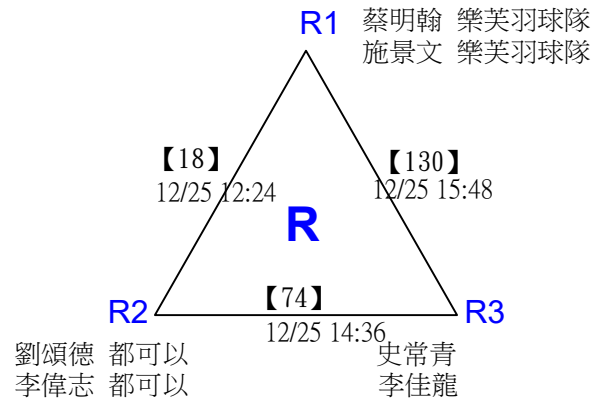 R1
蔡明翰 樂芙羽球隊
施景文 樂芙羽球隊
【18】
12/25 12:24
【130】
12/25 15:48
R
【74】
12/25 14:36
R2
劉頌德 都可以
李偉志 都可以
R3
史常青
李佳龍